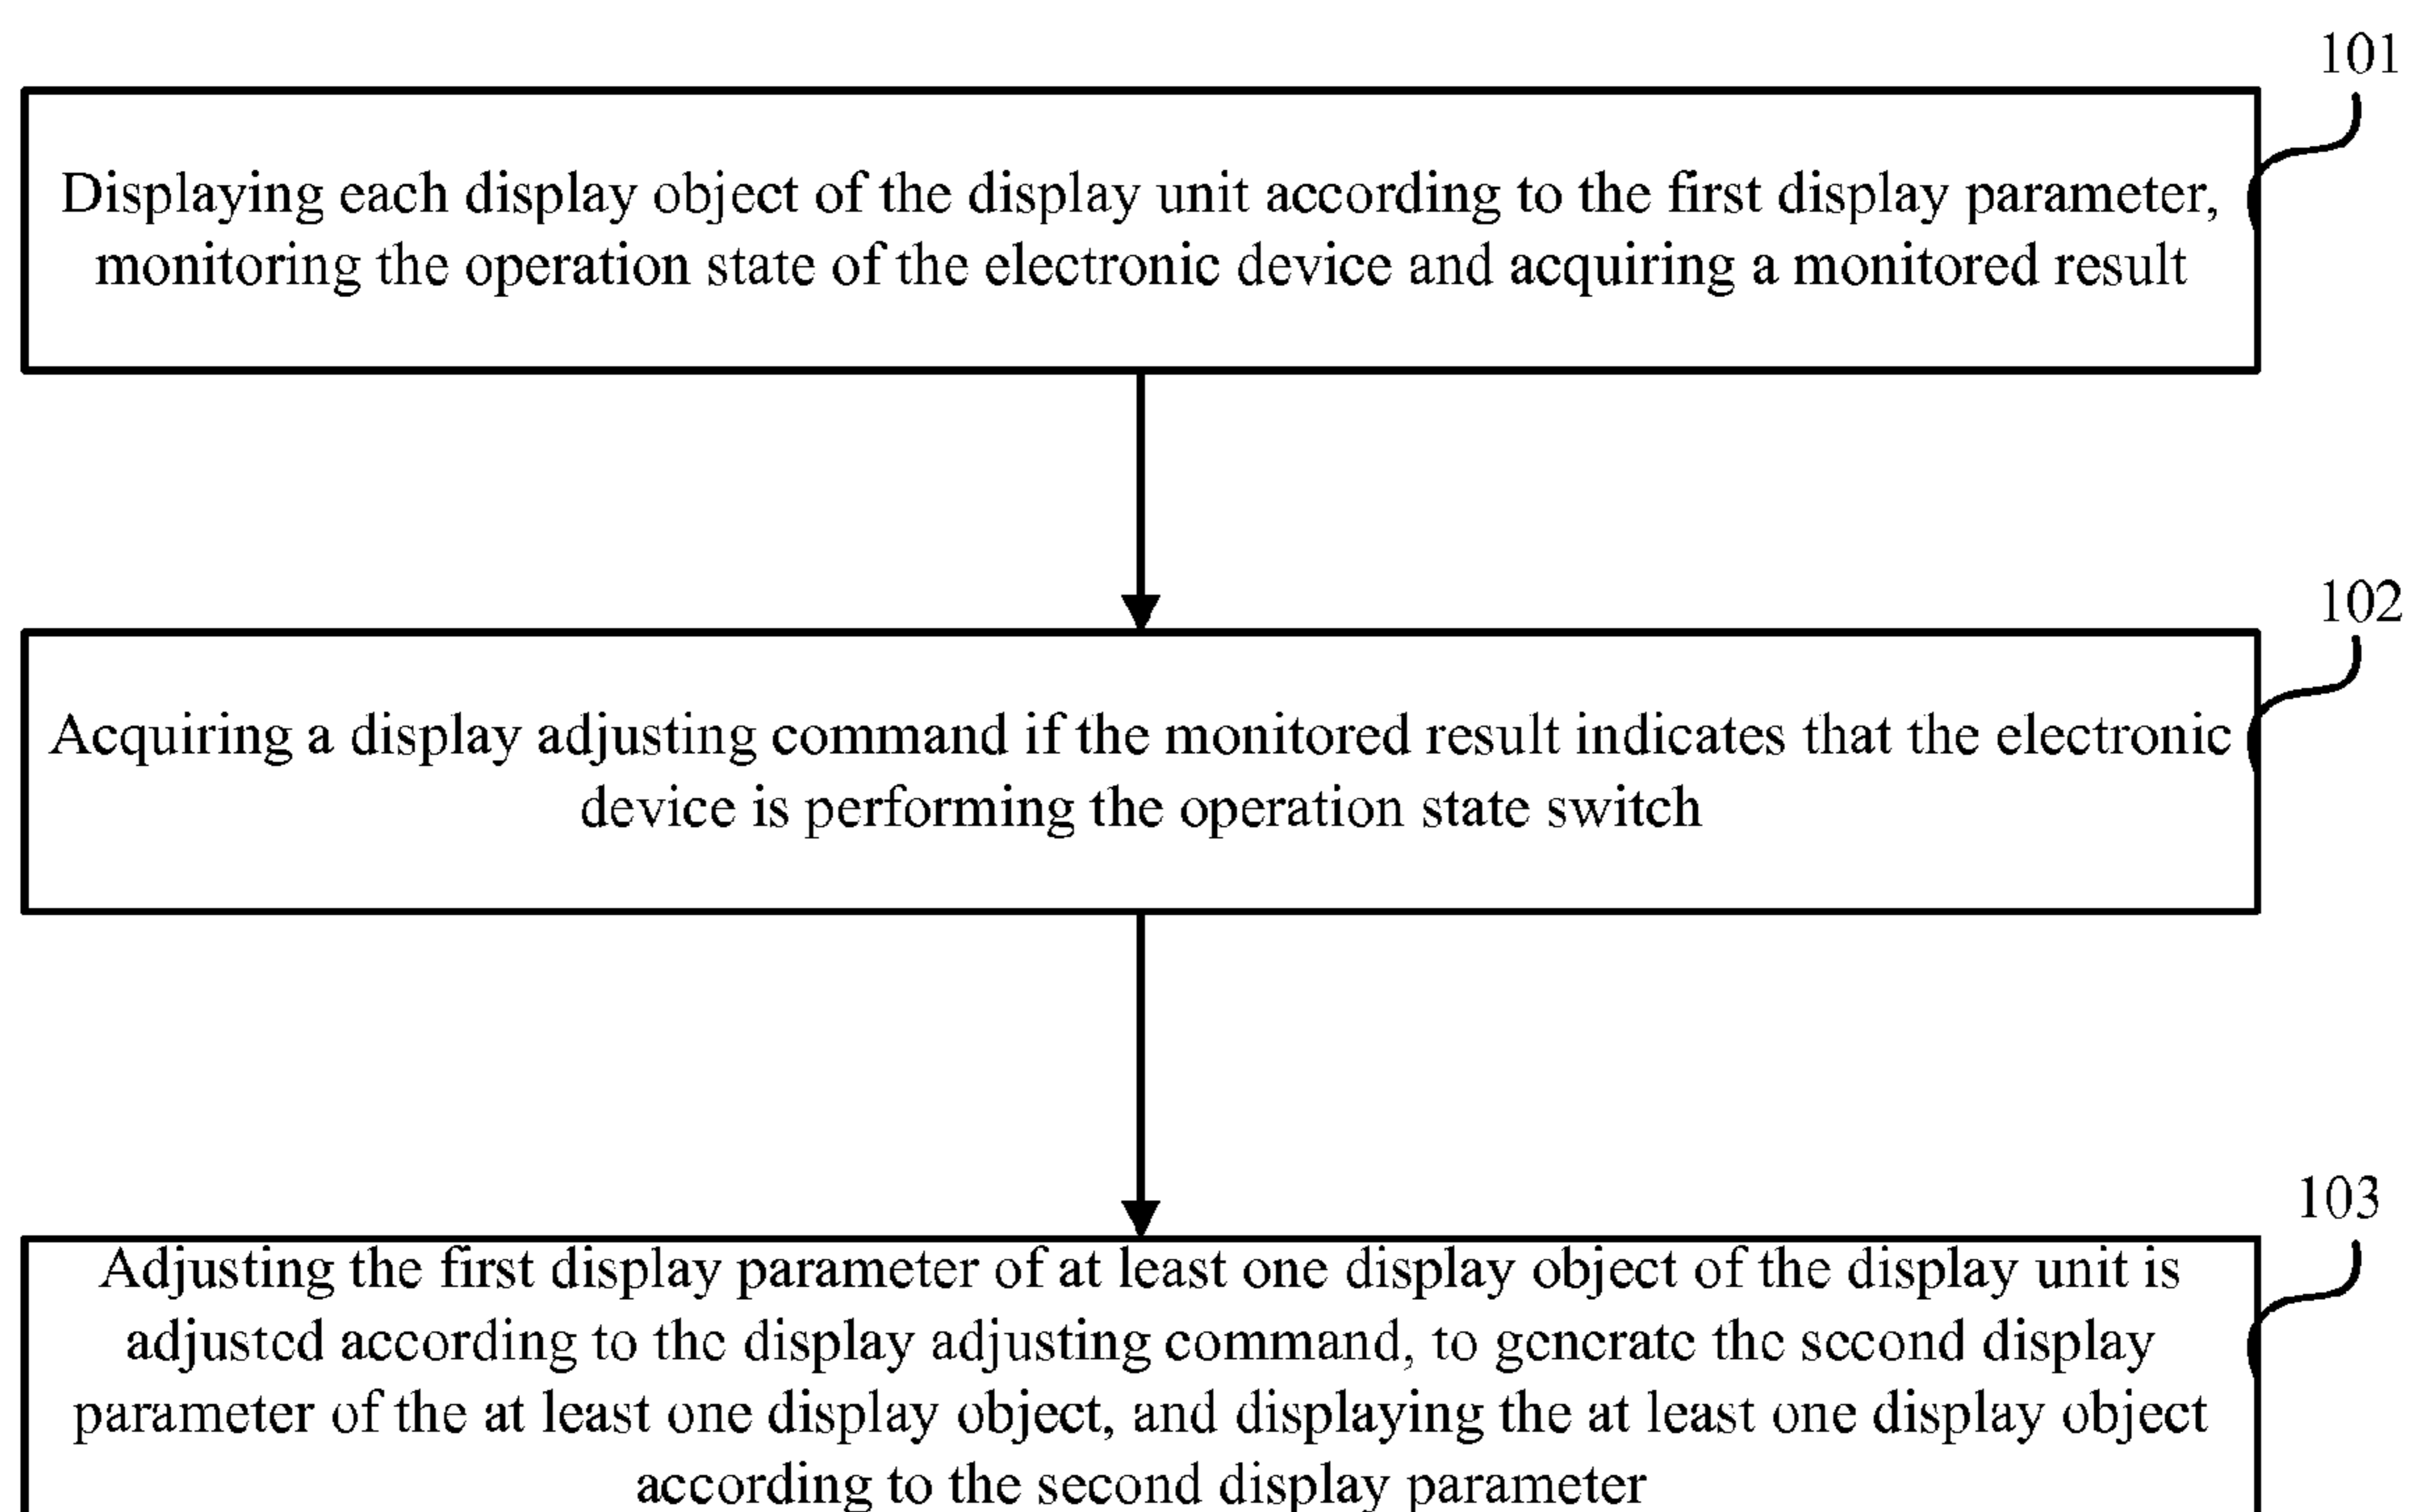 101
Displaying each display object of the display unit according to the first display parameter,
monitoring the operation state of the electronic device and acquiring a monitored result
102
Acquiring a display adjusting command if the monitored result indicates that the electronic
device is performing the operation state switch
103
Adjusting the first display parameter of at least one display object of the display unit is
adjusted according to the display adjusting command, to generate the second display
parameter of the at least one display object, and displaying the at least one display object
according to the second display parameter